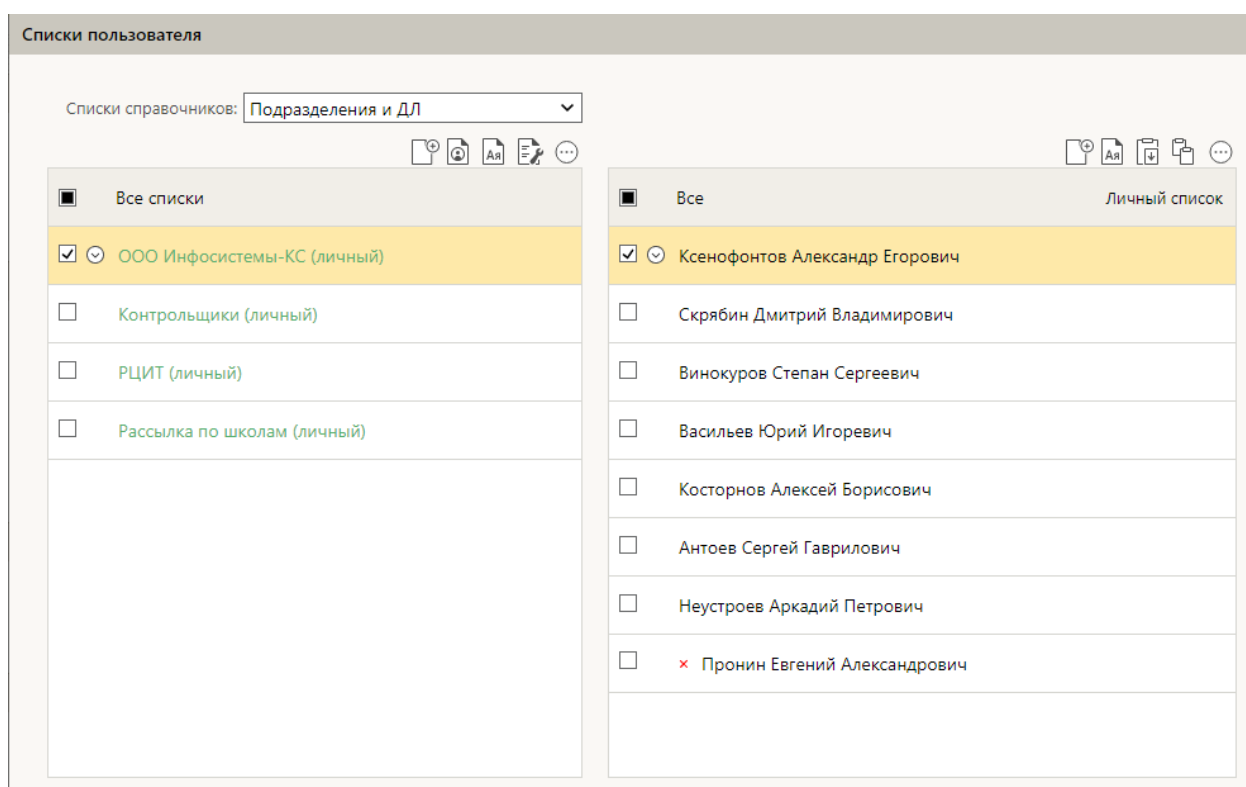 Списки пользователя
Списки справочников: Подразделения и ДЛ
Ая
Ая
Все списки
ООО Инфосистемы-КС (личный)
Контрольщики (личный)
РЦИТ (личный)
Рассылка по школам (личный)
Все Личный список
Ксенофонтов Александр Егорович
Скрябин Дмитрий Владимирович
Винокуров Степан Сергеевич
Васильев Юрий Игоревич
Косторнов Алексей Борисович
Антоев Сергей Гаврилович
Неустроев Аркадий Петрович
× Пронин Евгений Александрович